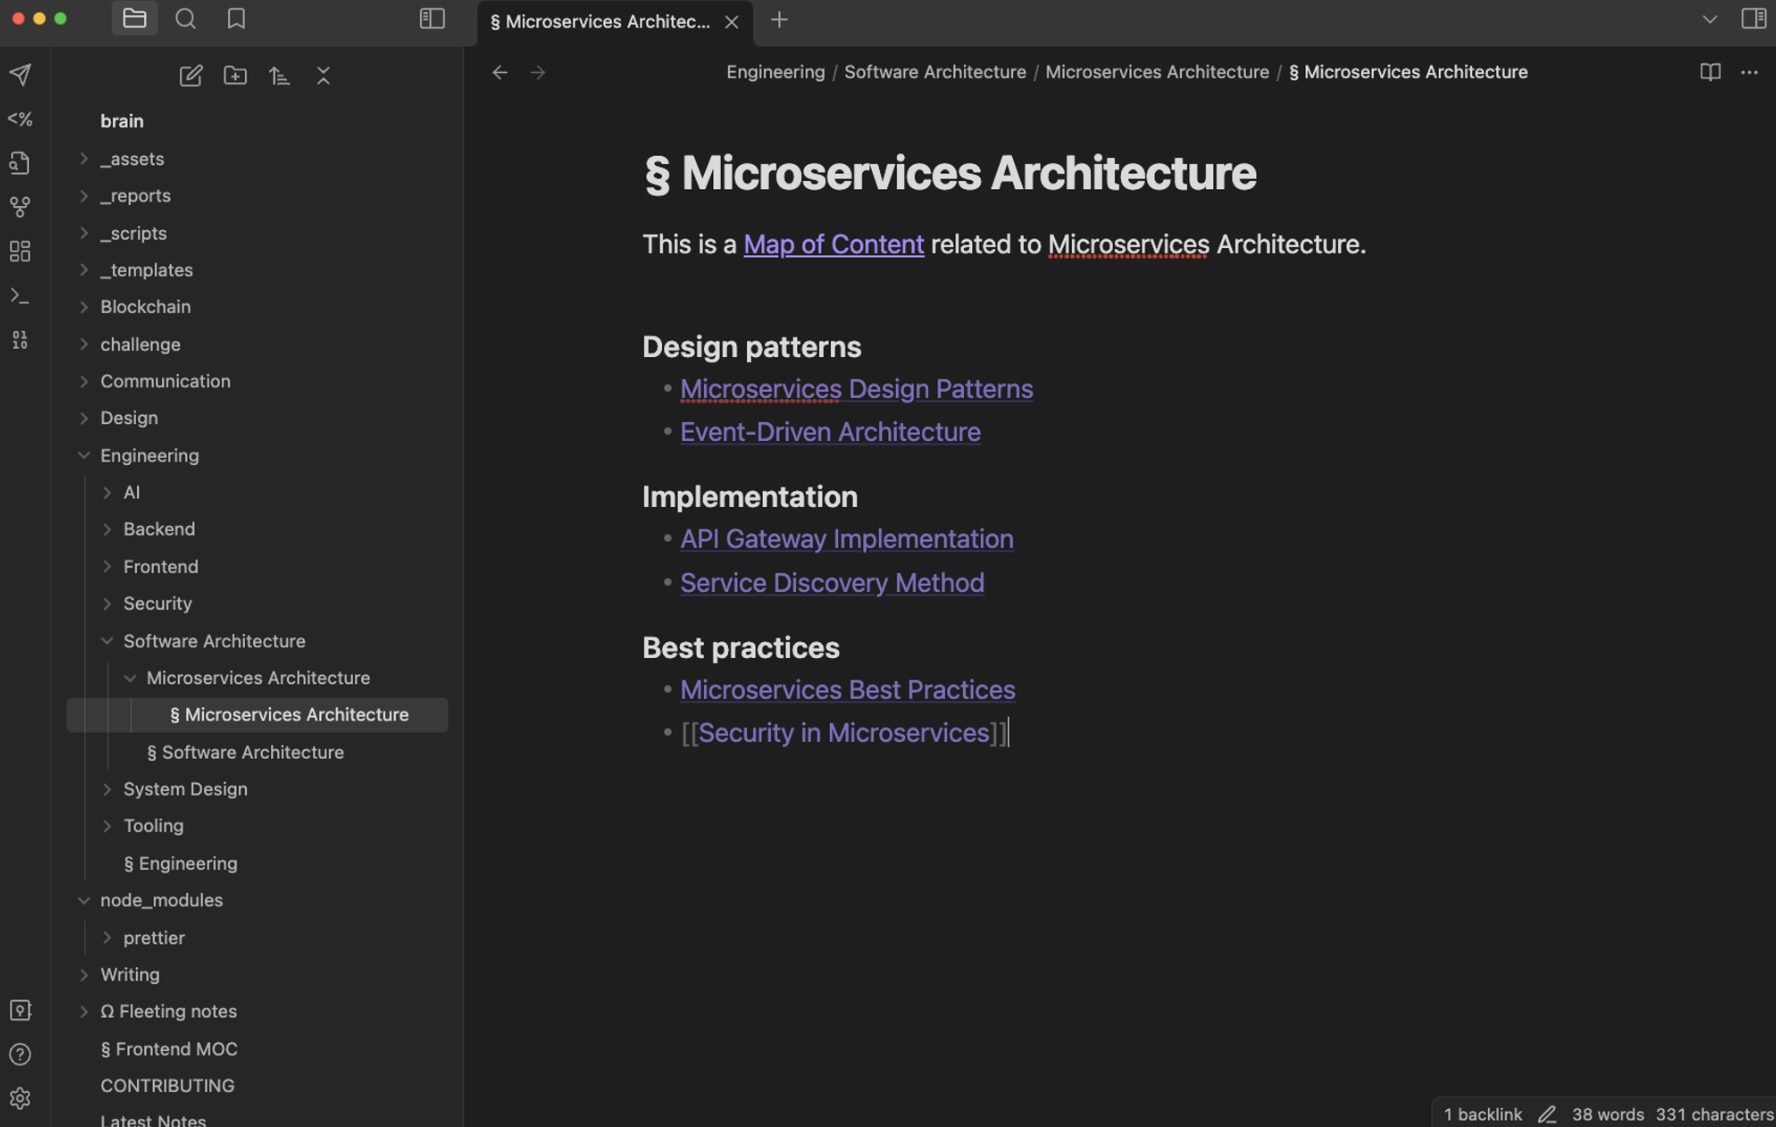 § Microservices Architec...
Engineering / Software Architecture / Microservices Architecture / § Microservices Architecture
<%
brain
_assets
_reports
_scripts
_templates
Blockchain
challenge
Communication
Design
Engineering
AI
Backend
Frontend
Security
Software Architecture
Microservices Architecture
§ Microservices Architecture
§ Software Architecture
System Design
Tooling
§ Engineering
node_modules
prettier
Writing
Ω Fleeting notes
§ Frontend MOC
CONTRIBUTING
Latest Notes
§ Microservices Architecture
This is a Map of Content related to Microservices Architecture.
Design patterns
• Microservices Design Patterns
• Event-Driven Architecture
Implementation
• API Gateway Implementation
• Service Discovery Method
Best practices
• Microservices Best Practices
• [[Security in Microservices]]
1 backlink 38 words 331 characters